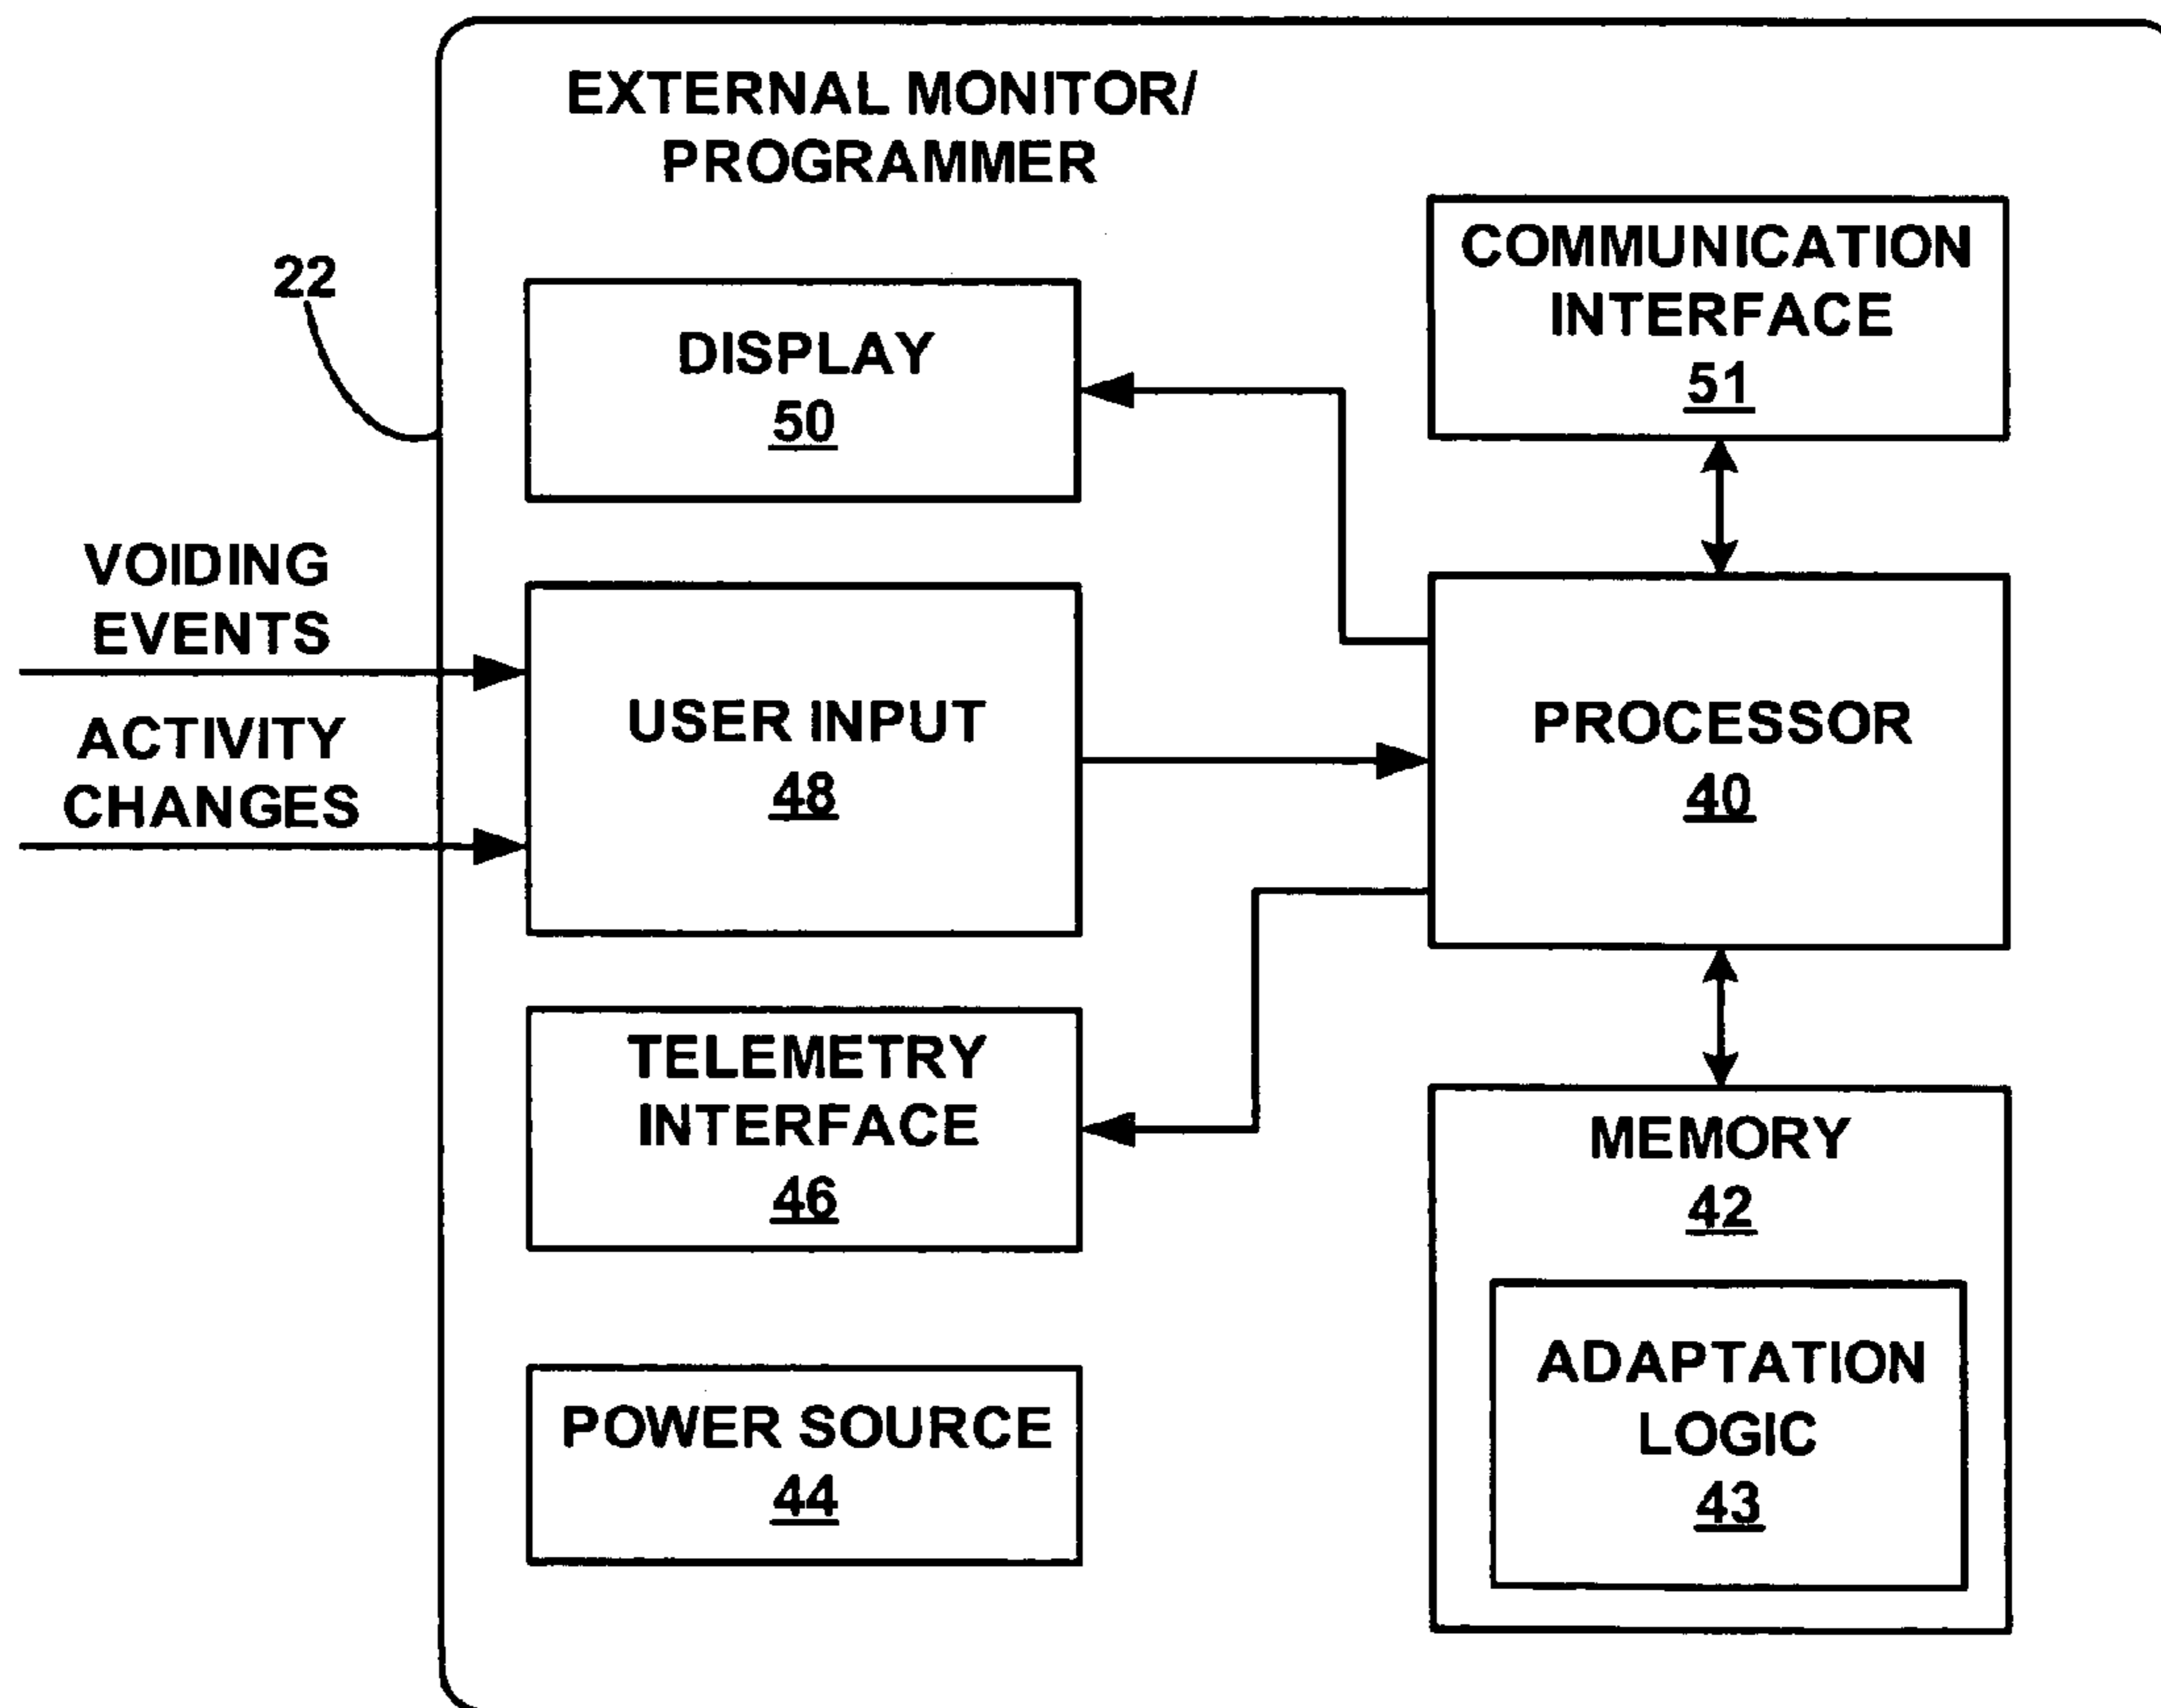 EXTERNAL MONITOR/
PROGRAMMER
22
DISPLAY
50
COMMUNICATION
INTERFACE
51
VOIDING
EVENTS
ACTIVITY
CHANGES
USER INPUT
48
PROCESSOR
40
TELEMETRY
INTERFACE
46
MEMORY
42
ADAPTATION
LOGIC
43
POWER SOURCE
44